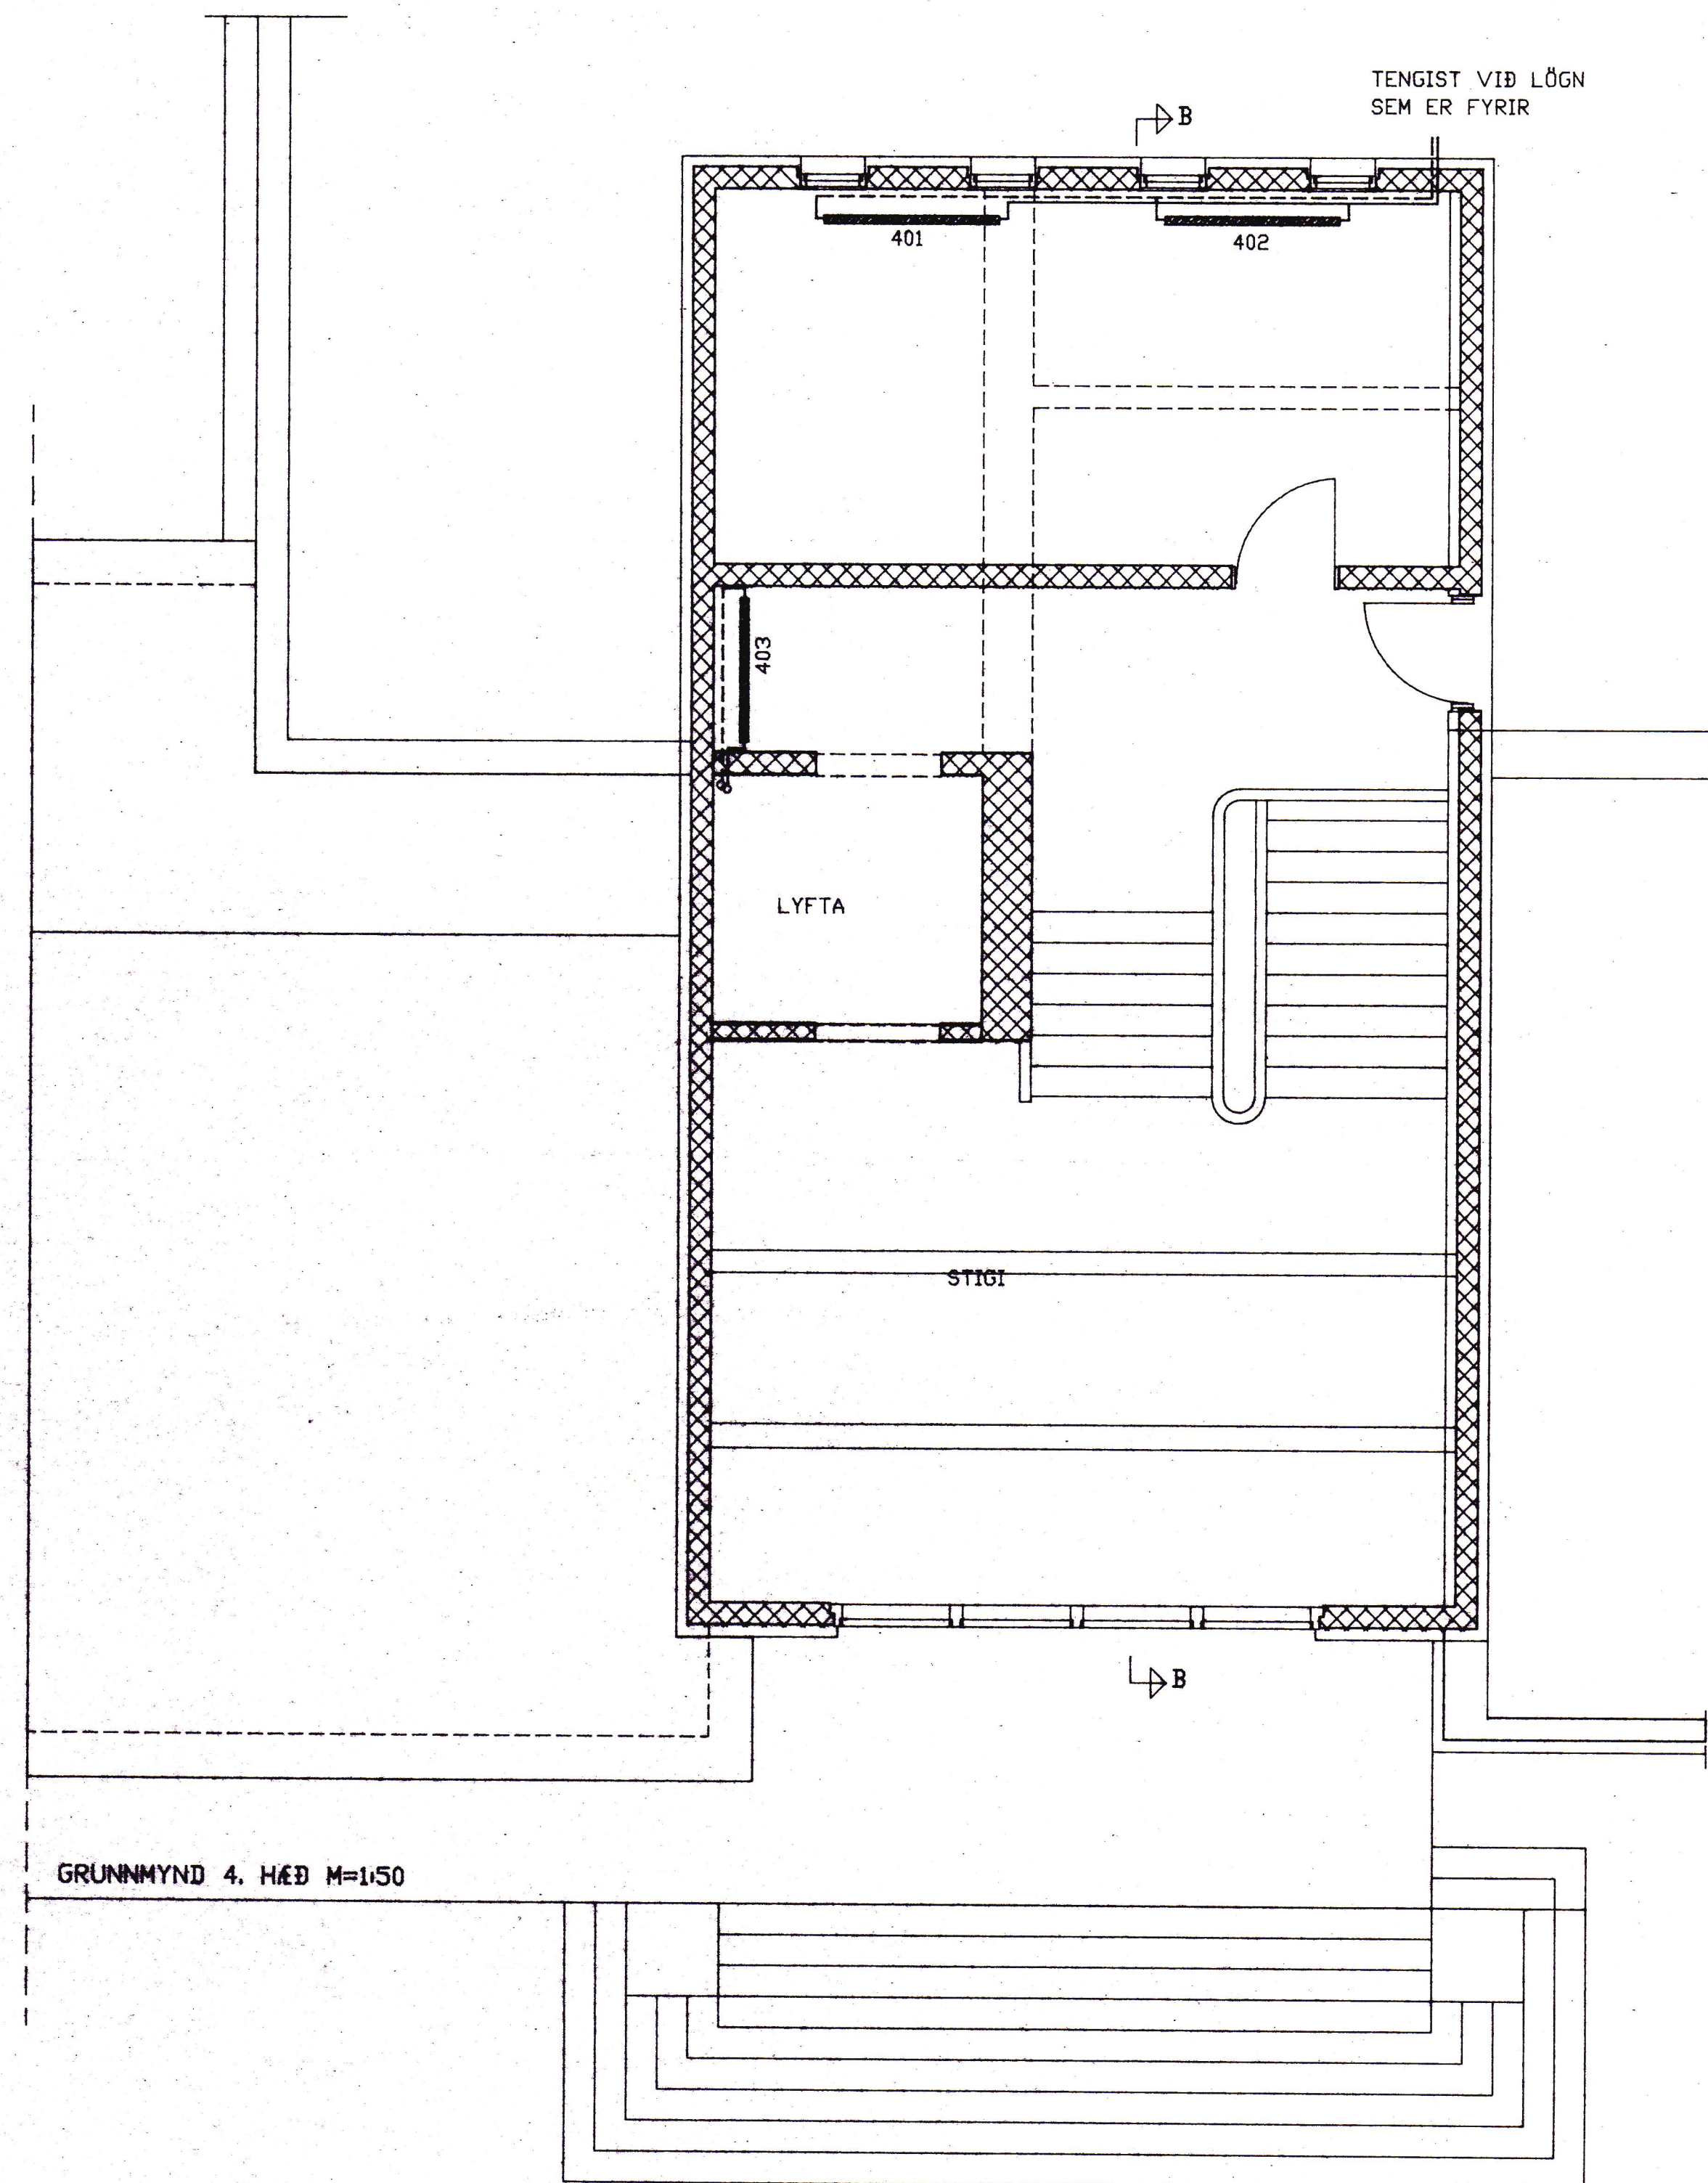 TENGIST VIÐ LÖGN
SEM ER FYRIR
B
401
402
403
LYFTA
STIGI
B
GRUNNMYND 4. HÆÐ M=1:50